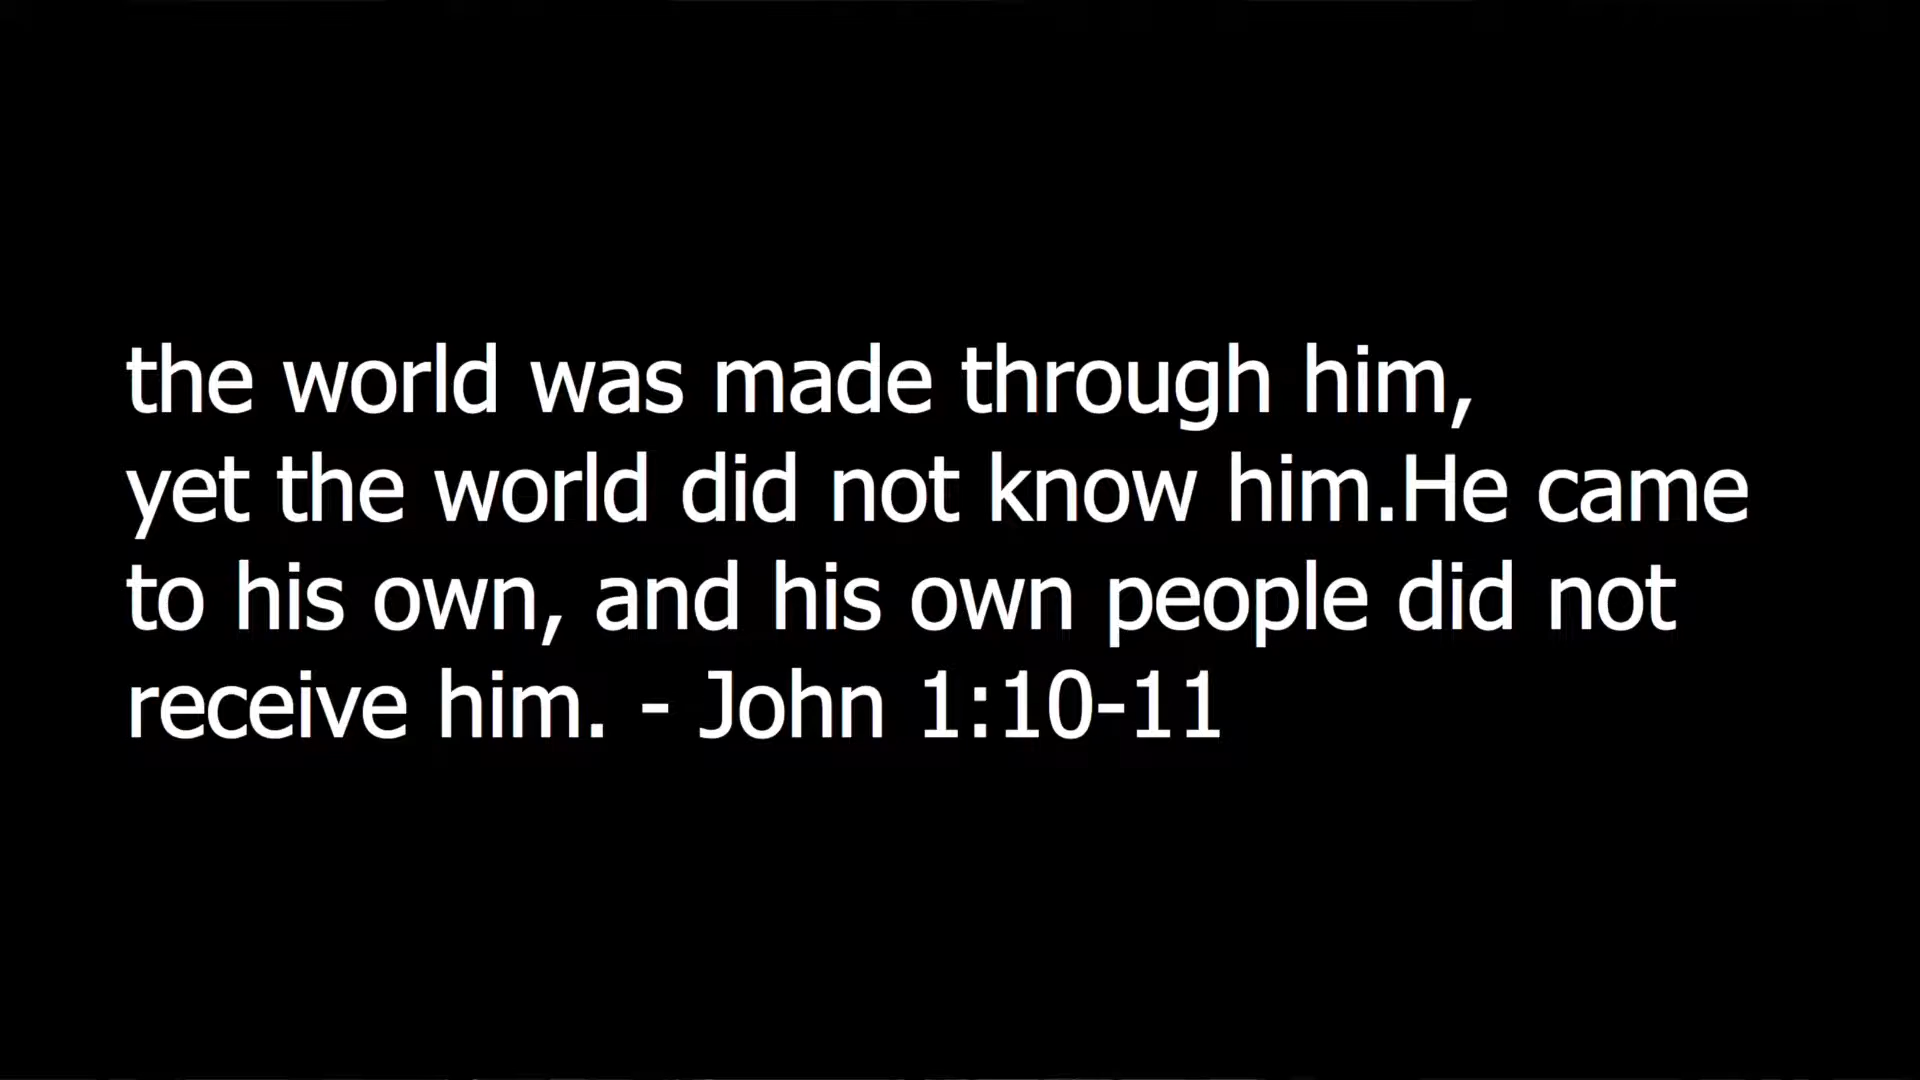 the world was made through him,
yet the world did not know him.He came
to his own, and his own people did not
receive him. - John 1:10-11